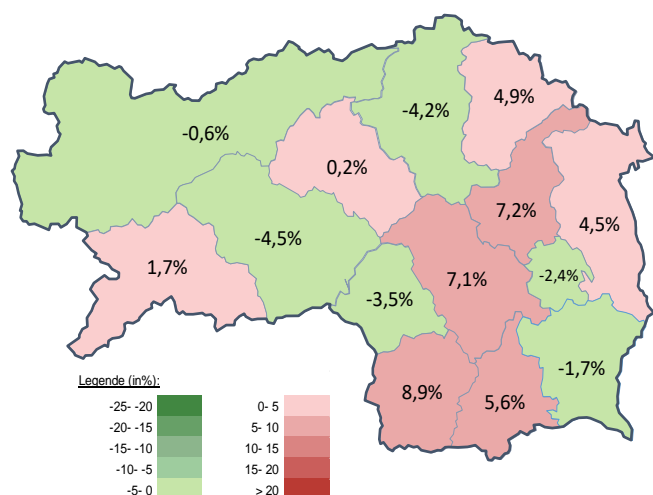 -4,2%
4,9%
-0,6%
0,2%
7,2%
4,5%
-4,5%
1,7%
7,1%
-2,4%
-3,5%
-1,7%
8,9%
5,6%
Legende (in%):
-25- -20 0- 5
-20- -15 5- 10
-15- -10 10- 15
-10- -5 15- 20
-5- 0 > 20